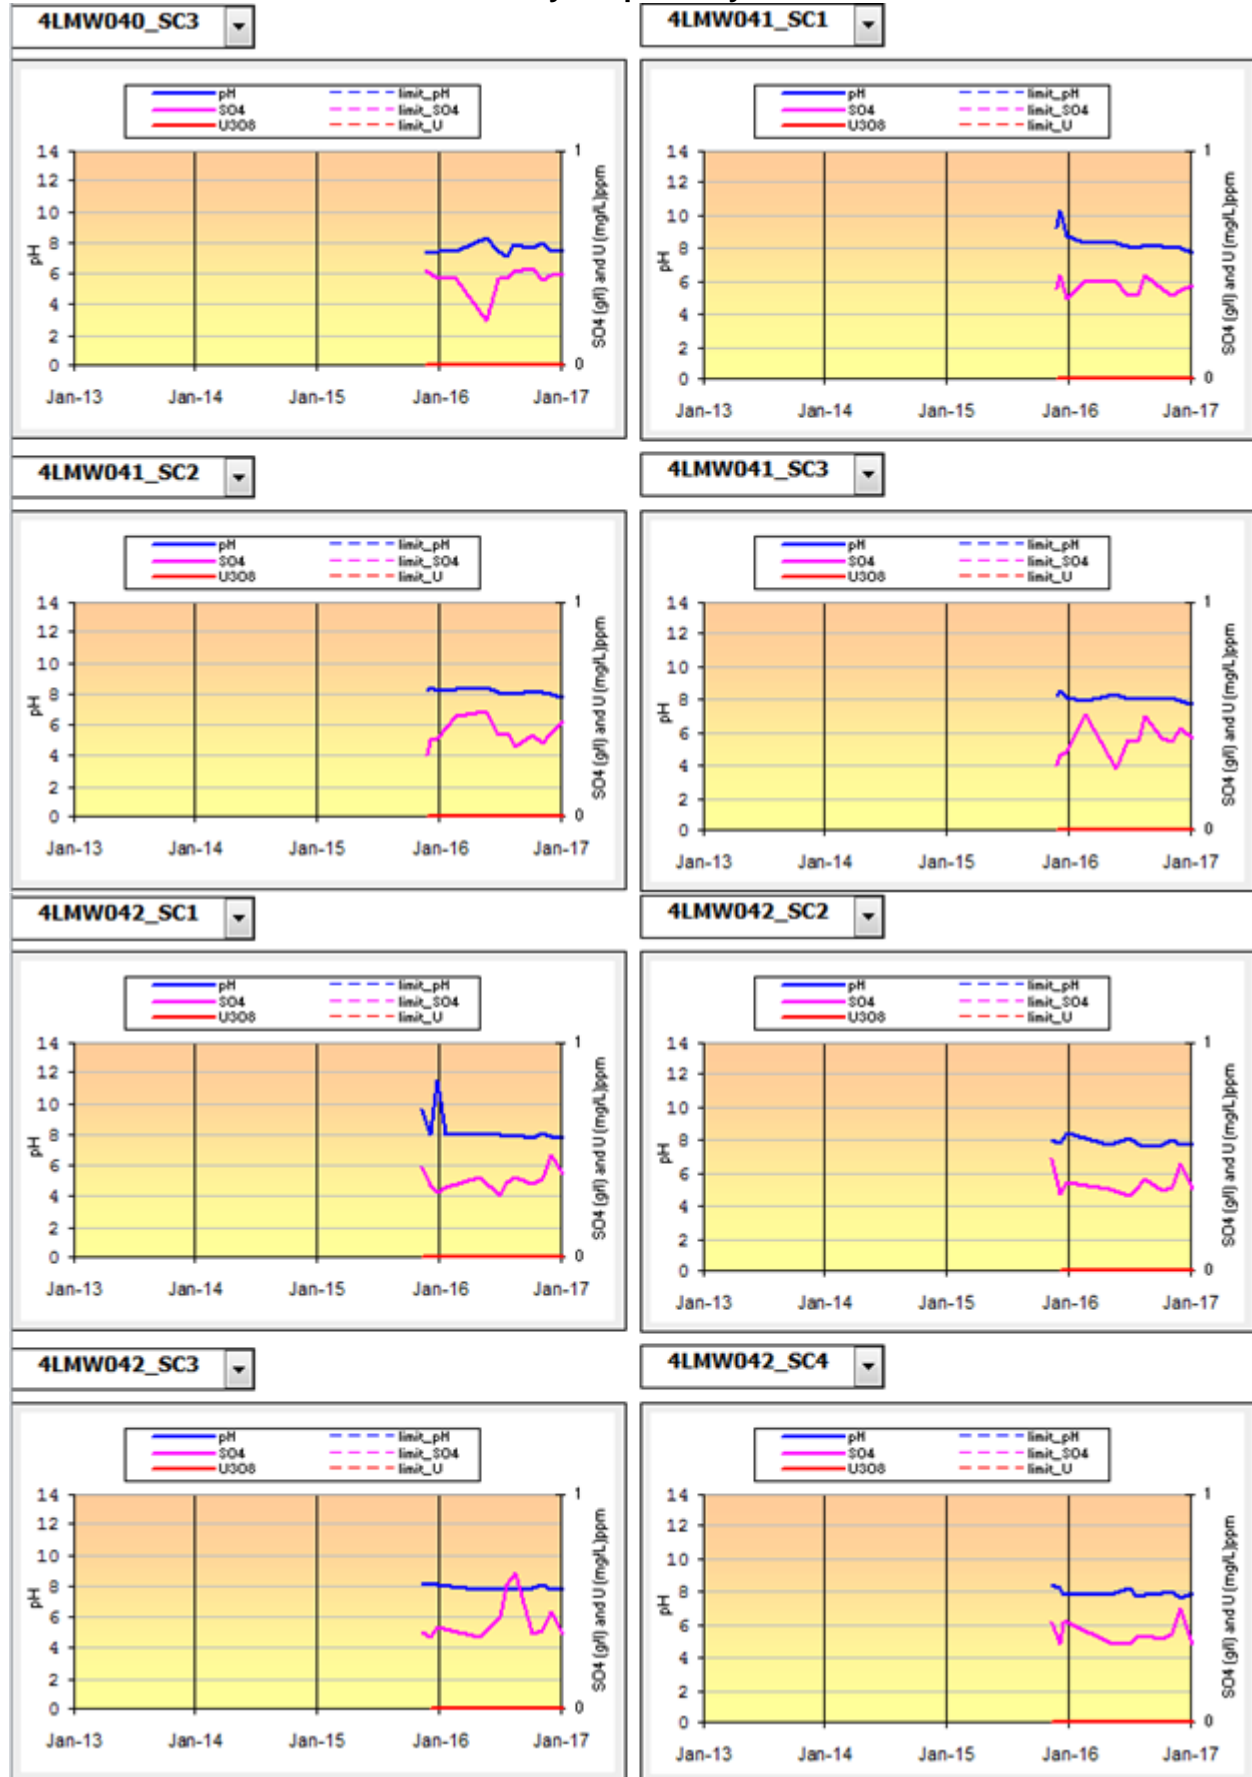 4LMW040_SC3
pH
SO4
U3O8
limit_pH
limit_SO4
limit_U
14
12
10
8
6
4
2
0
pH
1
0
SO4 (g/l) and U (mg/L)ppm
Jan-13 Jan-14 Jan-15 Jan-16 Jan-17
4LMW041_SC1
pH
SO4
U3O8
limit_pH
limit_SO4
limit_U
14
12
10
8
6
4
2
0
pH
1
0
SO4 (g/l) and U (mg/L)ppm
Jan-13 Jan-14 Jan-15 Jan-16 Jan-17
4LMW041_SC2
pH
SO4
U3O8
limit_pH
limit_SO4
limit_U
14
12
10
8
6
4
2
0
pH
1
0
SO4 (g/l) and U (mg/L)ppm
Jan-13 Jan-14 Jan-15 Jan-16 Jan-17
4LMW041_SC3
pH
SO4
U3O8
limit_pH
limit_SO4
limit_U
14
12
10
8
6
4
2
0
pH
1
0
SO4 (g/l) and U (mg/L)ppm
Jan-13 Jan-14 Jan-15 Jan-16 Jan-17
4LMW042_SC1
pH
SO4
U3O8
limit_pH
limit_SO4
limit_U
14
12
10
8
6
4
2
0
pH
1
0
SO4 (g/l) and U (mg/L)ppm
Jan-13 Jan-14 Jan-15 Jan-16 Jan-17
4LMW042_SC2
pH
SO4
U3O8
limit_pH
limit_SO4
limit_U
14
12
10
8
6
4
2
0
pH
1
0
SO4 (g/l) and U (mg/L)ppm
Jan-13 Jan-14 Jan-15 Jan-16 Jan-17
4LMW042_SC3
pH
SO4
U3O8
limit_pH
limit_SO4
limit_U
14
12
10
8
6
4
2
0
pH
1
0
SO4 (g/l) and U (mg/L)ppm
Jan-13 Jan-14 Jan-15 Jan-16 Jan-17
4LMW042_SC4
pH
SO4
U3O8
limit_pH
limit_SO4
limit_U
14
12
10
8
6
4
2
0
pH
1
0
SO4 (g/l) and U (mg/L)ppm
Jan-13 Jan-14 Jan-15 Jan-16 Jan-17